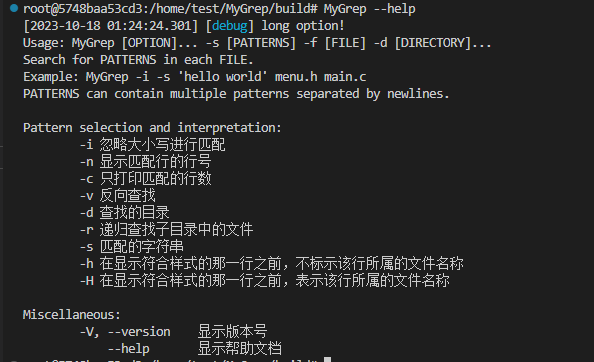 root@5748baa53cd3:/home/test/MyGrep/build# MyGrep --help
[2023-10-18 01:24:24.301] [debug] long option!
Usage: MyGrep [OPTION]... -s [PATTERNS] -f [FILE] -d [DIRECTORY]...
Search for PATTERNS in each FILE.
Example: MyGrep -i -s 'hello world' menu.h main.c
PATTERNS can contain multiple patterns separated by newlines.
Pattern selection and interpretation:
-i 忽略大小写进行匹配
-n 显示匹配行的行号
-c 只打印匹配的行数
-v 反向查找
-d 查找的目录
-r 递归查找子目录中的文件
-s 匹配的字符串
-h 在显示符合样式的那一行之前，不标示该行所属的文件名称
-H 在显示符合样式的那一行之前，表示该行所属的文件名称
Miscellaneous:
-V, --version 显示版本号
--help 显示帮助文档